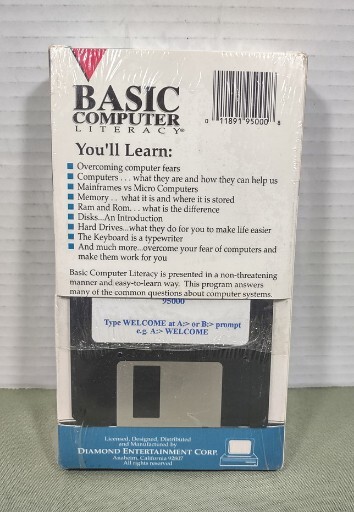 BASIC
COMPUTER
LITERACY®
0 11891 95000 8
You'll Learn:
Overcoming computer fears
Computers . . . what they are and how they can help us
Mainframes vs Micro Computers
Memory . . what it is and where it is stored
Ram and Rom. . . what is the difference
Disks...An Introduction
Hard Drives...what they do for you to make life easier
The Keyboard is a typewriter
And much more...overcome your fear of computers and
make them work for you
Basic Computer Literacy is presented in a non-threatening
manner and easy-to-learn way. This program answers
many of the common questions about computer systems.
95000
Type WELCOME at A:> or B:> prompt
e.g. A:> WELCOME
Licensed, Designed, Distributed
and Manufactured by
DIAMOND ENTERTAINMENT CORP.
Anaheim, California 92807
All rights reserved